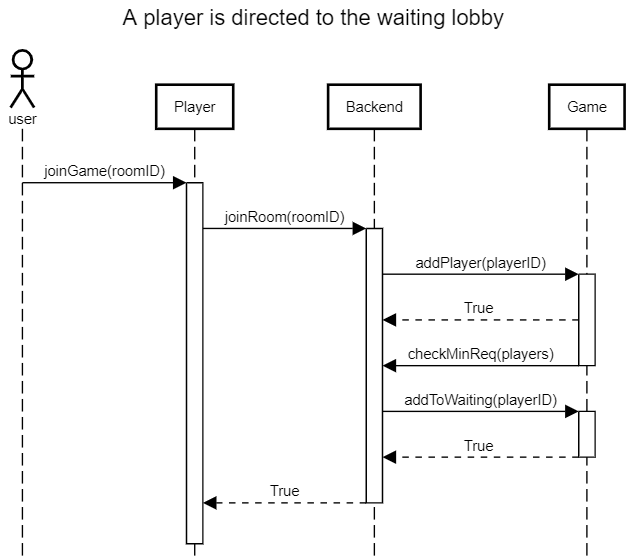 A player is directed to the waiting lobby
user
Player
Backend
Game
joinGame(roomID)
joinRoom(roomID)
addPlayer(playerID)
True
checkMinReq(players)
addToWaiting(playerID)
True
True